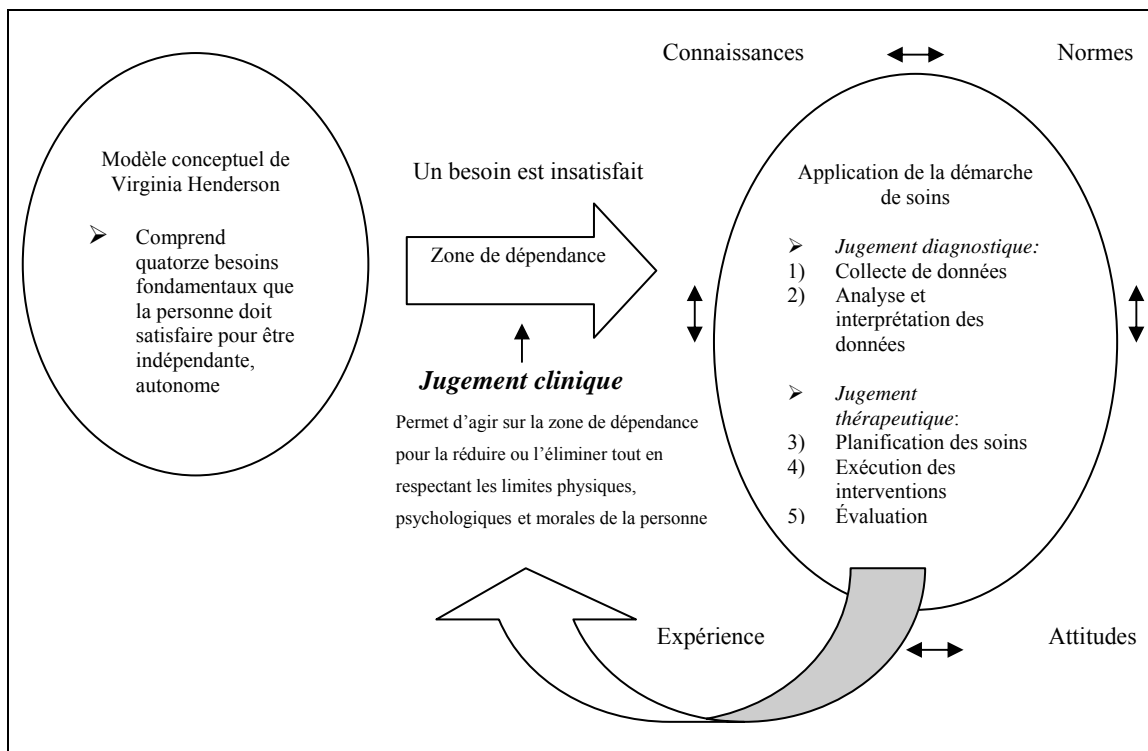 Modèle conceptuel de
Virginia Henderson
➢ Comprend
quatorze besoins
fondamentaux que
la personne doit
satisfaire pour être
indépendante,
autonome
Un besoin est insatisfait
Zone de dépendance
Jugement clinique
Permet d'agir sur la zone de dépendance
pour la réduire ou l'éliminer tout en
respectant les limites physiques,
psychologiques et morales de la personne
Connaissances
Normes
Application de la démarche
de soins
➢ Jugement diagnostique:
1) Collecte de données
2) Analyse et
interprétation des
données
➢ Jugement
thérapeutique:
3) Planification des soins
4) Exécution des
interventions
5) Évaluation
Expérience
Attitudes